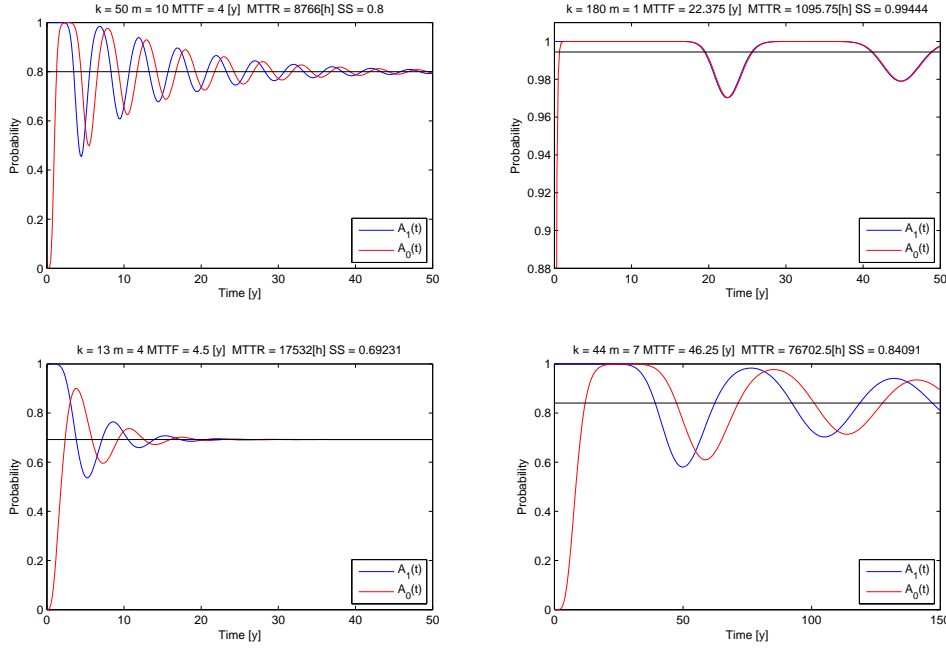 k = 50 m = 10 MTTF = 4 [y]  MTTR = 8766[h] SS = 0.8
1
0.8
0.6
0.4
0.2
0
Probability
0 10 20 30 40 50
Time [y]
A1(t)
A0(t)
k = 180 m = 1 MTTF = 22.375 [y]  MTTR = 1095.75[h] SS = 0.99444
1
0.98
0.96
0.94
0.92
0.9
0.88
Probability
0 10 20 30 40 50
Time [y]
A1(t)
A0(t)
k = 13 m = 4 MTTF = 4.5 [y]  MTTR = 17532[h] SS = 0.69231
1
0.8
0.6
0.4
0.2
0
Probability
0 10 20 30 40 50
Time [y]
A1(t)
A0(t)
k = 44 m = 7 MTTF = 46.25 [y]  MTTR = 76702.5[h] SS = 0.84091
1
0.8
0.6
0.4
0.2
0
Probability
0 50 100 150
Time [y]
A1(t)
A0(t)